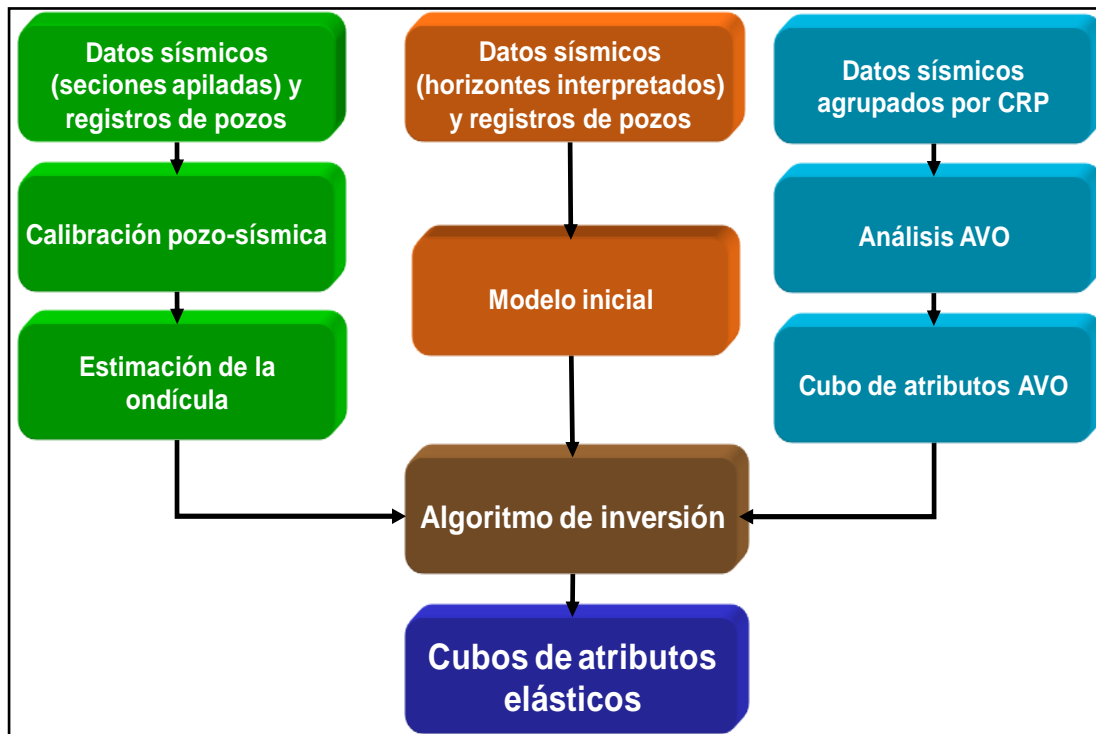 Datos sísmicos
(seciones apiladas) y
registros de pozos
Datos sísmicos
(horizontes interpretados)
y registros de pozos
Datos sísmicos
agrupados por CRP
Calibración pozo-sísmica
Modelo inicial
Análisis AVO
Estimación de la
ondícula
Cubo de atributos AVO
Algoritmo de inversión
Cubos de atributos
elásticos